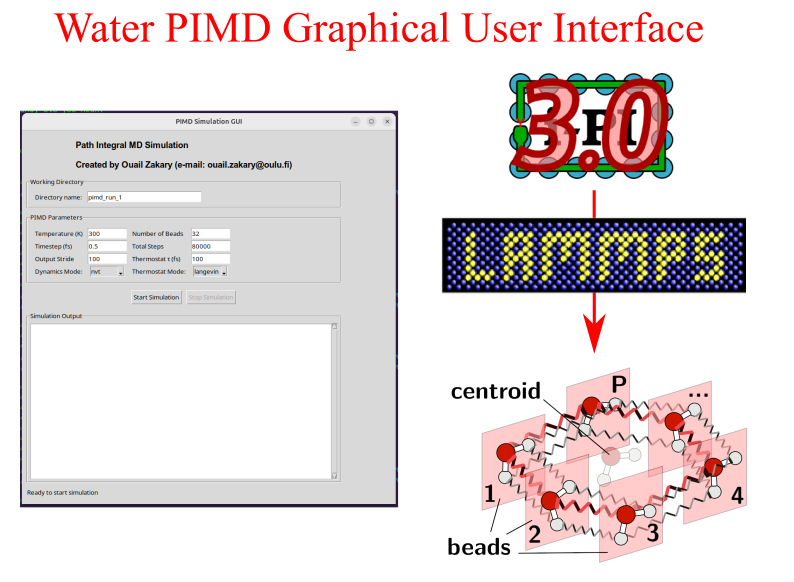 Water PIMD Graphical User Interface
PIMD Simulation GUI
Path Integral MD Simulation
Created by Ouail Zakary (e-mail: ouail.zakary@oulu.fi)
Working Directory
Directory name: pimd_run_1
PIMD Parameters
Temperature (K) 300 Number of Beads 32
Timestep (fs) 0.5 Total Steps 80000
Output Stride 100 Thermostat τ (fs) 100
Dynamics Mode: nvt Thermostat Mode: langevin
Start Simulation Stop Simulation
Simulation Output
Ready to start simulation
i-PI
3.0
LAMMPS
centroid
P
...
1
2
3
4
beads